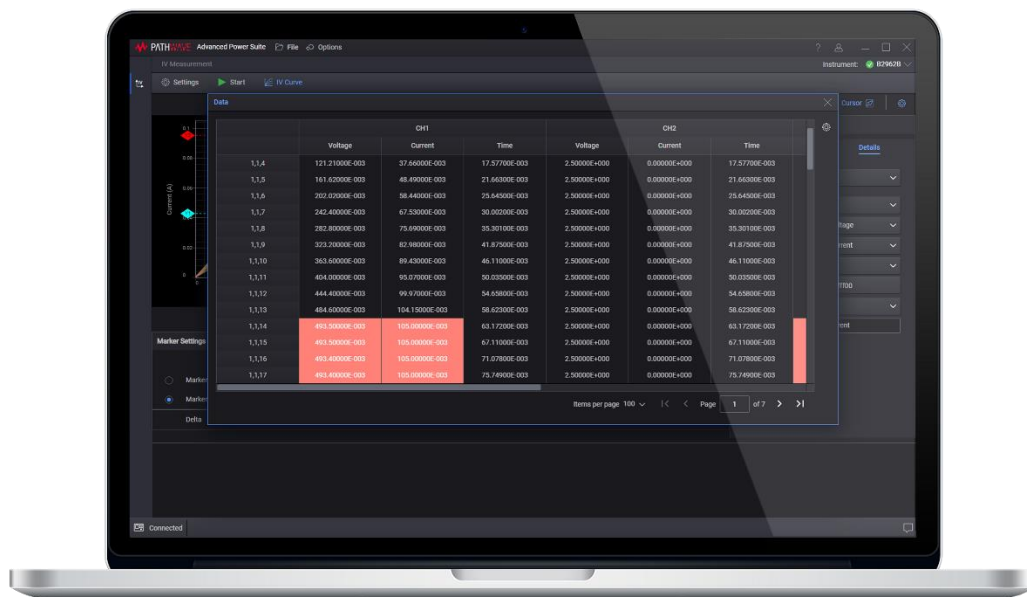 PATHWAVE Advanced Power Suite File Options
IV Measurement
Instrument: B2962B
Settings Start IV Curve
Cursor
Data
CH1 CH2
Voltage Current Time Voltage Current Time
Details
1,1,4 121.21000E-003 37.66000E-003 17.57700E-003 2.50000E+000 0.00000E+000 17.57700E-003
1,1,5 161.62000E-003 48.49000E-003 21.66300E-003 2.50000E+000 0.00000E+000 21.66300E-003
1,1,6 202.02000E-003 58.44000E-003 25.64500E-003 2.50000E+000 0.00000E+000 25.64500E-003
1,1,7 242.40000E-003 67.53000E-003 30.00200E-003 2.50000E+000 0.00000E+000 30.00200E-003
1,1,8 282.80000E-003 75.69000E-003 35.30100E-003 2.50000E+000 0.00000E+000 35.30100E-003
1,1,9 323.20000E-003 82.98000E-003 41.87500E-003 2.50000E+000 0.00000E+000 41.87500E-003
1,1,10 363.60000E-003 89.43000E-003 46.11000E-003 2.50000E+000 0.00000E+000 46.11000E-003
1,1,11 404.00000E-003 95.07000E-003 50.03500E-003 2.50000E+000 0.00000E+000 50.03500E-003
1,1,12 444.40000E-003 99.97000E-003 54.65800E-003 2.50000E+000 0.00000E+000 54.65800E-003
1,1,13 484.60000E-003 104.15000E-003 58.62300E-003 2.50000E+000 0.00000E+000 58.62300E-003
1,1,14 493.50000E-003 105.00000E-003 63.17200E-003 2.50000E+000 0.00000E+000 63.17200E-003
1,1,15 493.50000E-003 105.00000E-003 67.11000E-003 2.50000E+000 0.00000E+000 67.11000E-003
1,1,16 493.40000E-003 105.00000E-003 71.07800E-003 2.50000E+000 0.00000E+000 71.07800E-003
1,1,17 493.40000E-003 105.00000E-003 75.74900E-003 2.50000E+000 0.00000E+000 75.74900E-003
Current (A)
Marker Settings
Items per page 100 Page 1 of 7
Delta
Connected